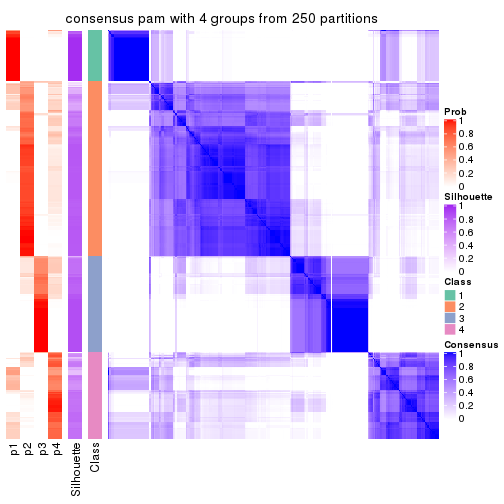 consensus pam with 4 groups from 250 partitions
Prob
1
0.8
0.6
0.4
0.2
0
Silhouette
1
0.8
0.6
0.4
0.2
0
Class
1
2
3
4
Consensus
1
0.8
0.6
0.4
0.2
0
p1
p2
p3
p4
Silhouette
Class